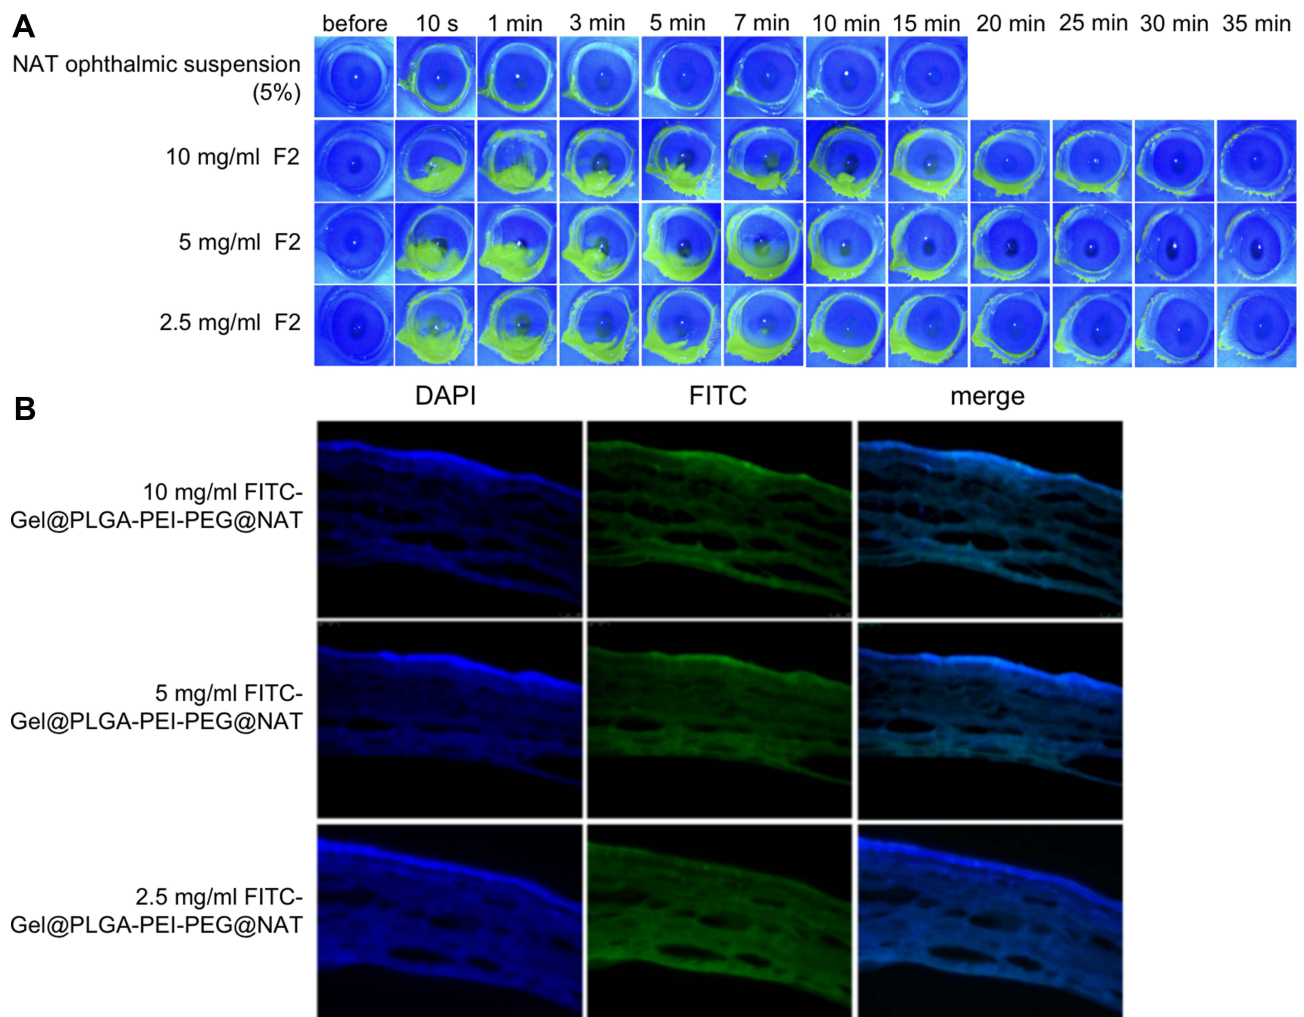 A
before 10 s 1 min 3 min 5 min 7 min 10 min 15 min 20 min 25 min 30 min 35 min
NAT ophthalmic suspension
(5%)
10 mg/ml F2
5 mg/ml F2
2.5 mg/ml F2
B
DAPI FITC merge
10 mg/ml FITC-
Gel@PLGA-PEI-PEG@NAT
5 mg/ml FITC-
Gel@PLGA-PEI-PEG@NAT
2.5 mg/ml FITC-
Gel@PLGA-PEI-PEG@NAT